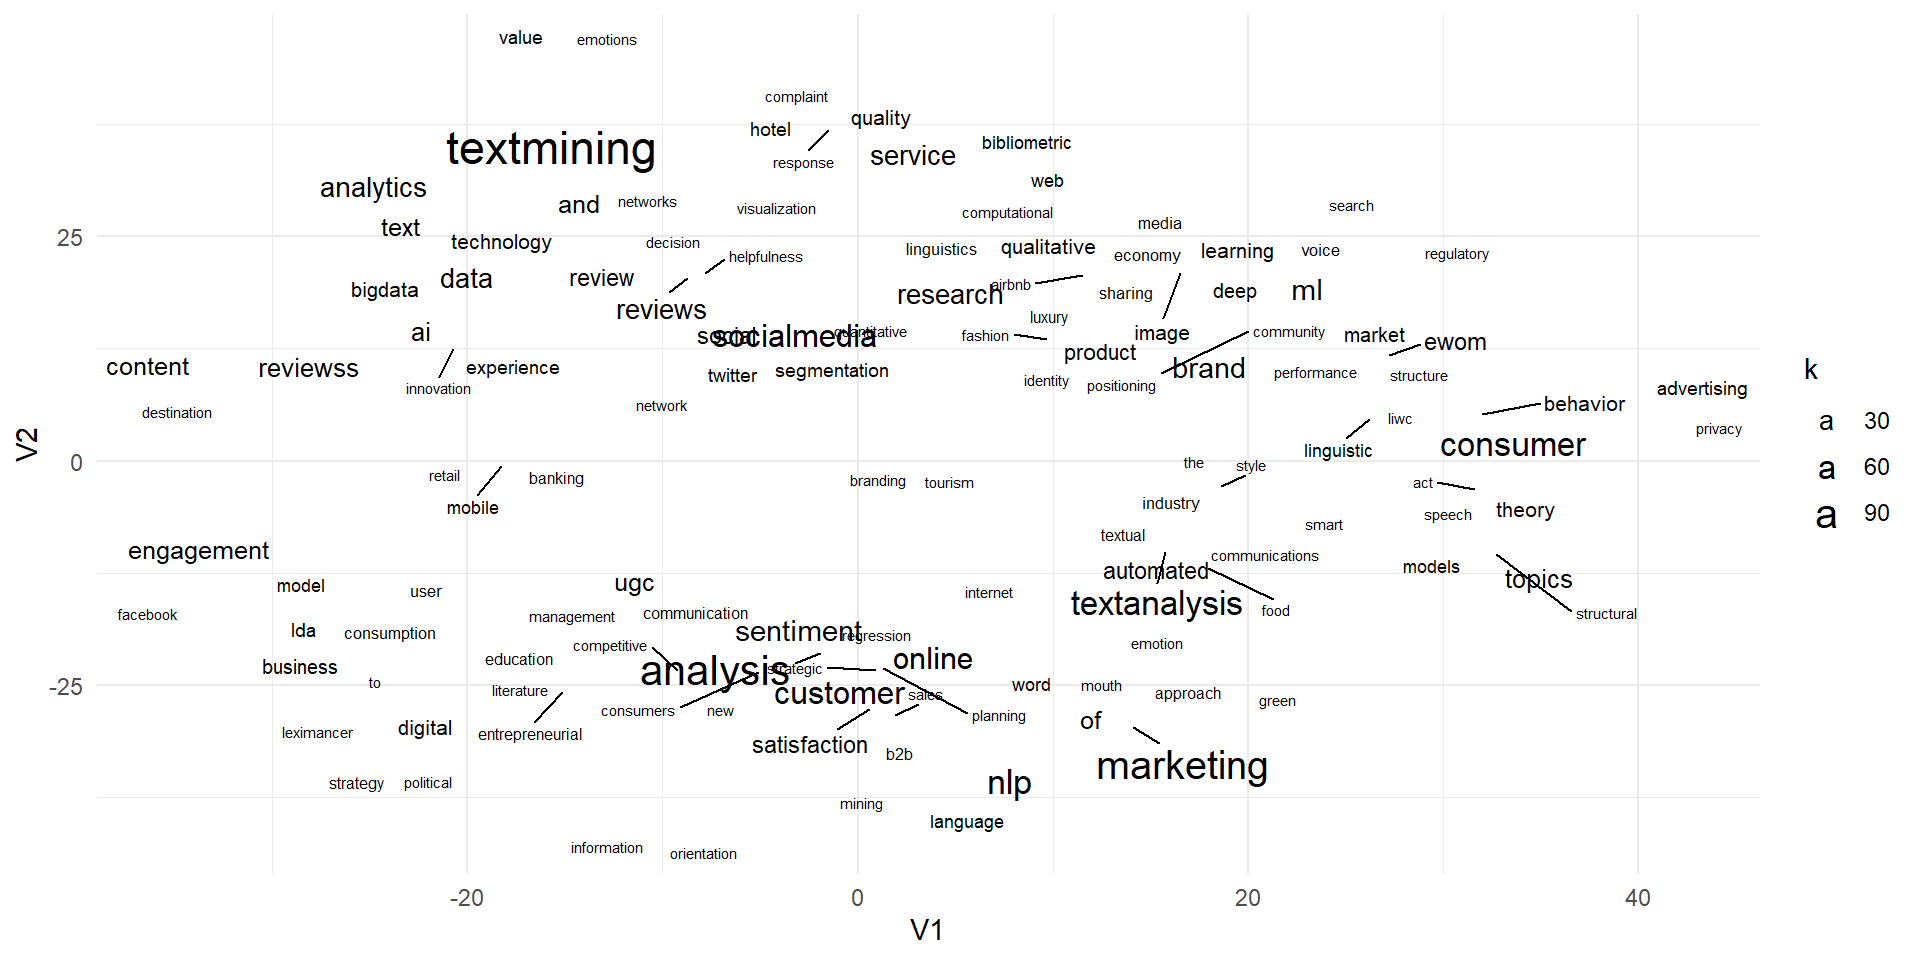 value
emotions
complaint
quality
hotel
bibliometric
textmining
service
response
web
analytics
and
networks
visualization
computational
search
text
media
technology
decision
linguistics
qualitative
economy
learning
voice
regulatory
helpfulness
25
bigdata
data
review
airbnb
research
sharing
deep
ml
reviews
luxury
ai
social
socialmedia
quantitative
fashion
image
community
market
ewom
product
content
reviewss
experience
twitter
segmentation
identity
positioning
brand
performance
structure
innovation
advertising
k
destination
network
behavior
liwc
privacy
a 30
V2
linguistic
consumer
0
retail
banking
branding
tourism
the
style
act
a 60
mobile
industry
theory
speech
smart
a 90
textual
engagement
communications
automated
models
topics
model
user
ugc
internet
textanalysis
food
structural
facebook
management
communication
lda
consumption
sentiment
regression
emotion
competitive
education
online
business
analysis
strategic
to
literature
customer
sales
word
mouth
approach
green
-25
consumers
new
planning
of
leximancer
digital
entrepreneurial
satisfaction
b2b
marketing
strategy
political
nlp
mining
language
information
orientation
-20
0
20
40
V1